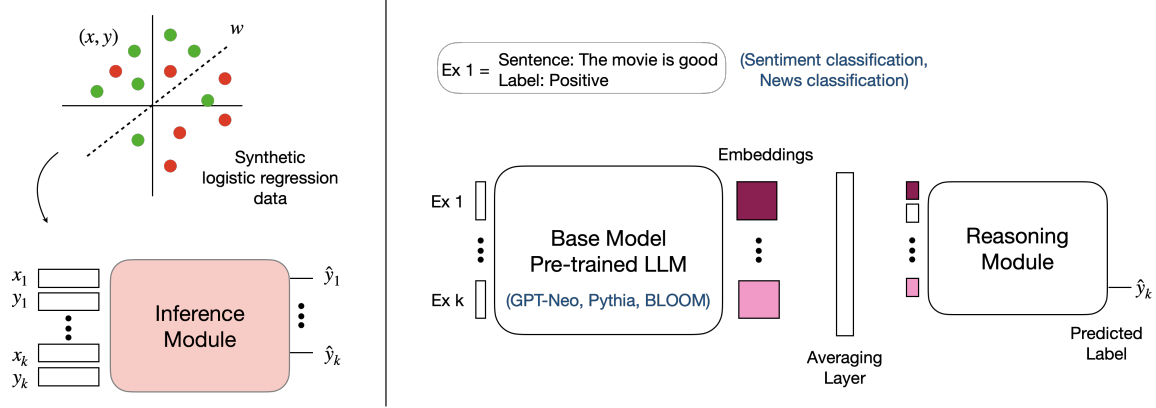 (x, y)
w
Synthetic
logistic regression
data
x₁
y₁
xₖ
yₖ
Inference
Module
ŷ₁
ŷₖ
Ex 1 =
Sentence: The movie is good
Label: Positive
(Sentiment classification,
News classification)
Embeddings
Ex 1
Ex k
Base Model
Pre-trained LLM
(GPT-Neo, Pythia, BLOOM)
Averaging
Layer
Reasoning
Module
ŷₖ
Predicted
Label